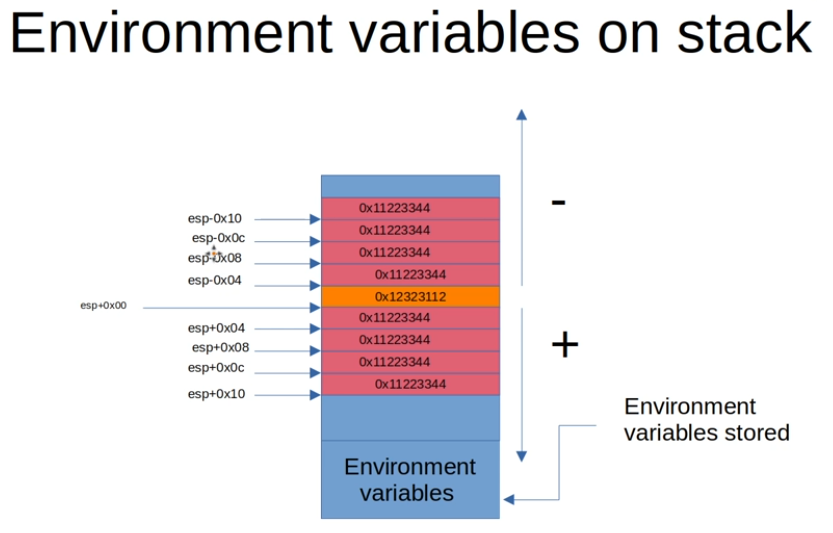 Environment variables on stack
-
0x11223344
esp-0x10
0x11223344
esp-0x0c
0x11223344
esp-0x08
0x11223344
esp-0x04
0x12323112
esp+0x00
0x11223344
esp+0x04
0x11223344
esp+0x08
+
0x11223344
esp+0x0c
0x11223344
esp+0x10
Environment
variables stored
Environment
variables